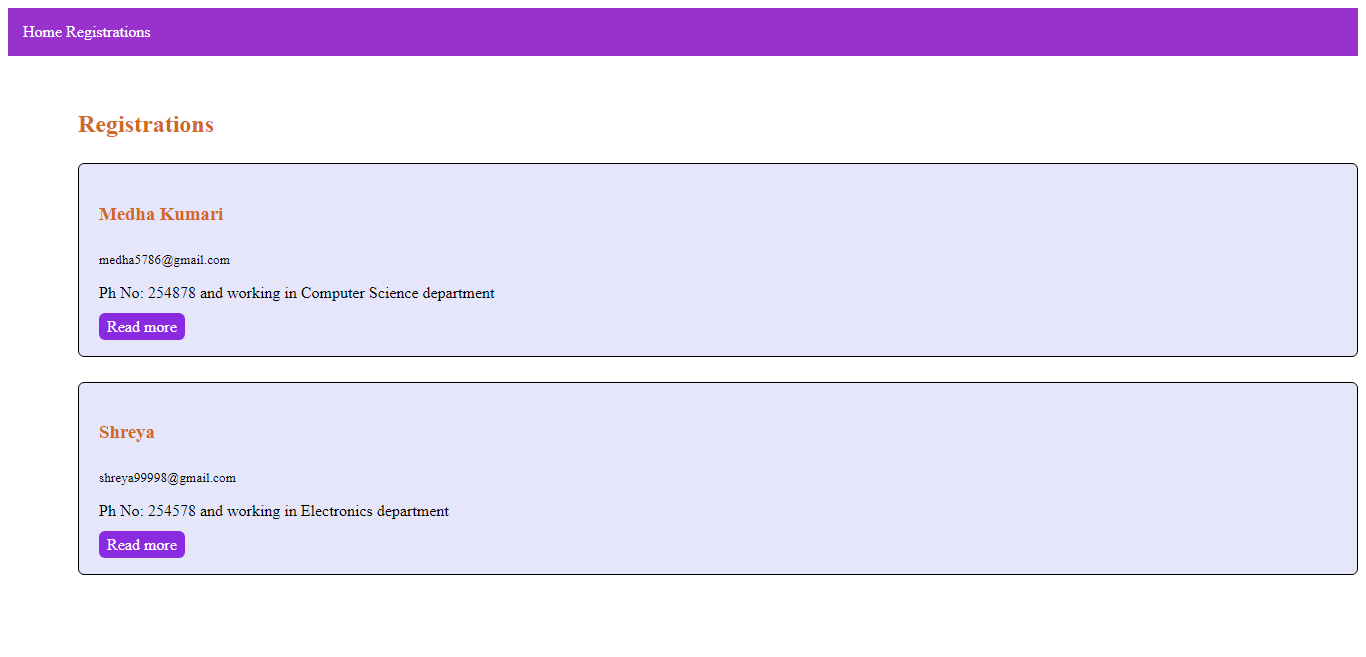 Home Registrations
Registrations
Medha Kumari
medha5786@gmail.com
Ph No: 254878 and working in Computer Science department
Read more
Shreya
shreya99998@gmail.com
Ph No: 254578 and working in Electronics department
Read more